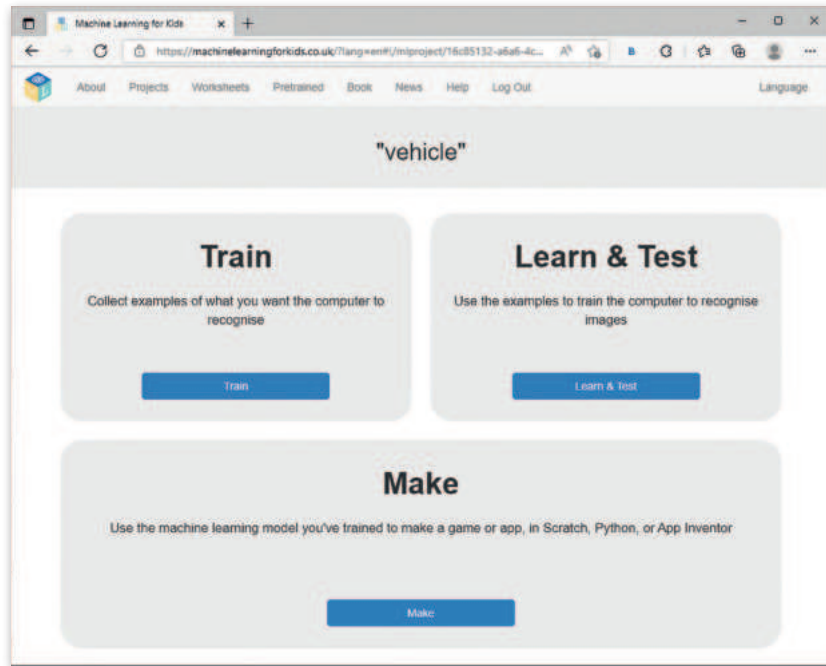 Machine Learning for Kids
https://machinelearningforkids.co.uk/?lang=en#!/mlproject/16c85132-a6a6-4c...
About Projects Worksheets Pretrained Book News Help Log Out Language
"vehicle"
Train
Collect examples of what you want the computer to
recognise
Train
Learn & Test
Use the examples to train the computer to recognise
images
Learn & Test
Make
Use the machine learning model you've trained to make a game or app, in Scratch, Python, or App Inventor
Make